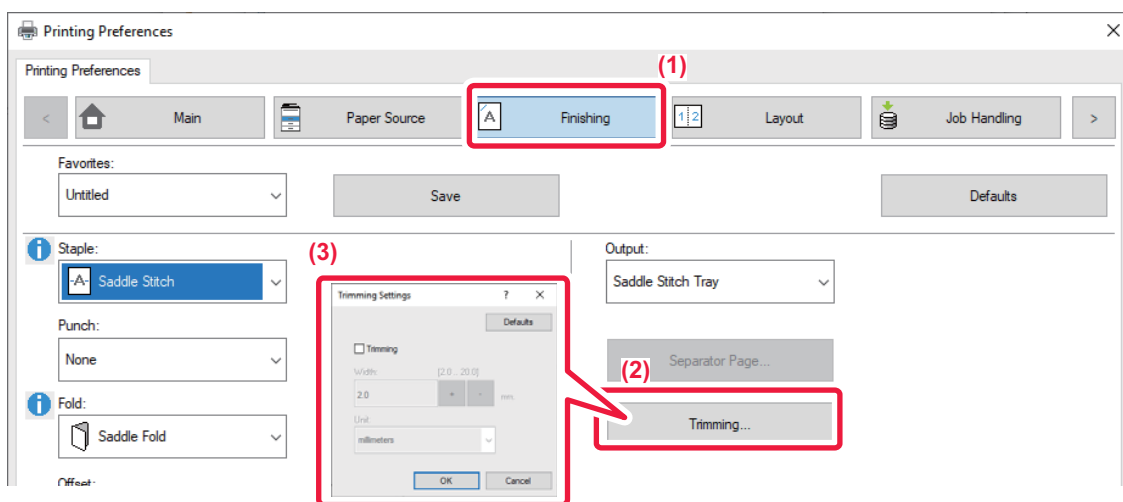 Printing Preferences
Printing Preferences
(1)
<
Main
Paper Source
A
Finishing
1 2
Layout
Job Handling
>
Favorites:
Untitled
Save
Defaults
Staple:
-A- Saddle Stitch
Punch:
None
Fold:
Saddle Fold
Offset:
(3)
Trimming Settings ? ×
Defaults
Trimming
Width: [2.0... 20.0]
2.0 + - mm.
Unit:
millimeters
OK Cancel
Output:
Saddle Stitch Tray
Separator Page...
(2)
Trimming...